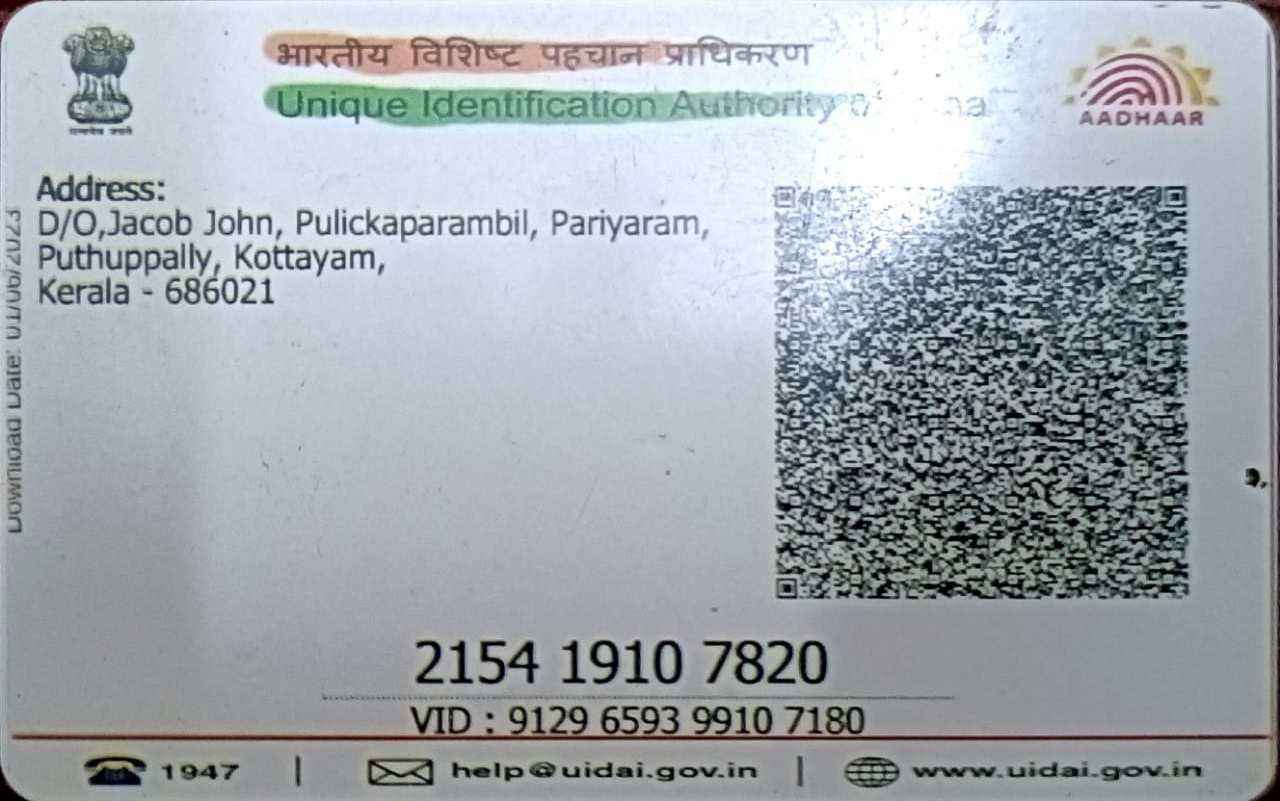 भारतीय विशिष्ट पहचान प्राधिकरण
Unique Identification Authority
AADHAAR
Address:
D/O,Jacob John, Pulickaparambil, Pariyaram,
Puthuppally, Kottayam,
Kerala - 686021
Download Date: 01/06/2023
2154 1910 7820
VID : 9129 6593 9910 7180
1947 | help@uidai.gov.in | www.uidai.gov.in